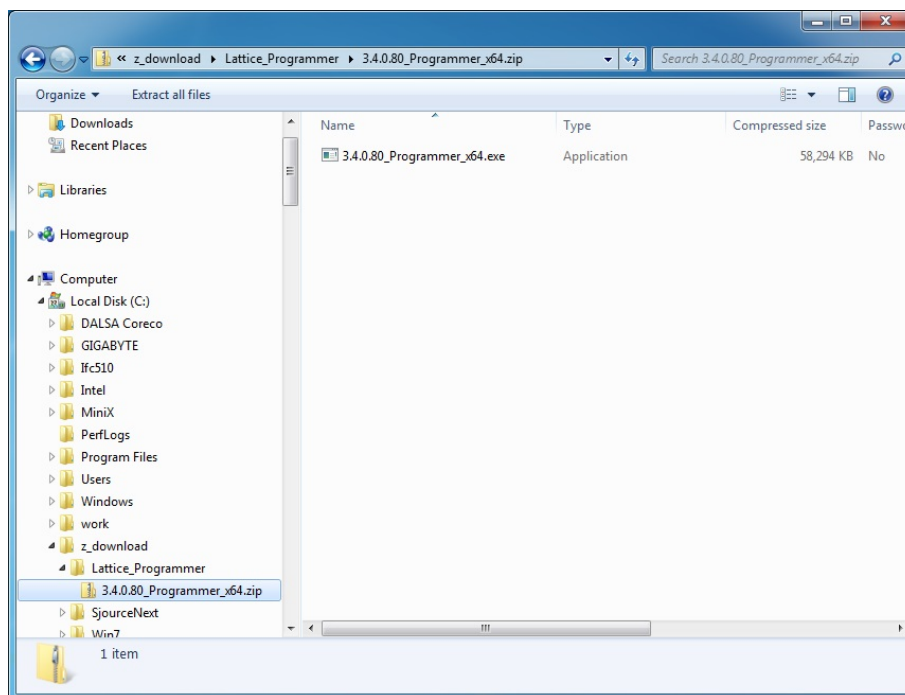 « z_download ▸ Lattice_Programmer ▸ 3.4.0.80_Programmer_x64.zip
Search 3.4.0.80_Programmer_x64.zip
Organize Extract all files
Downloads
Recent Places
Libraries
Homegroup
Computer
Local Disk (C:)
DALSA Coreco
GIGABYTE
Ifc510
Intel
MiniX
PerfLogs
Program Files
Users
Windows
work
z_download
Lattice_Programmer
3.4.0.80_Programmer_x64.zip
SjourceNext
Win7
Name Type Compressed size Passwo
3.4.0.80_Programmer_x64.exe Application 58,294 KB No
1 item